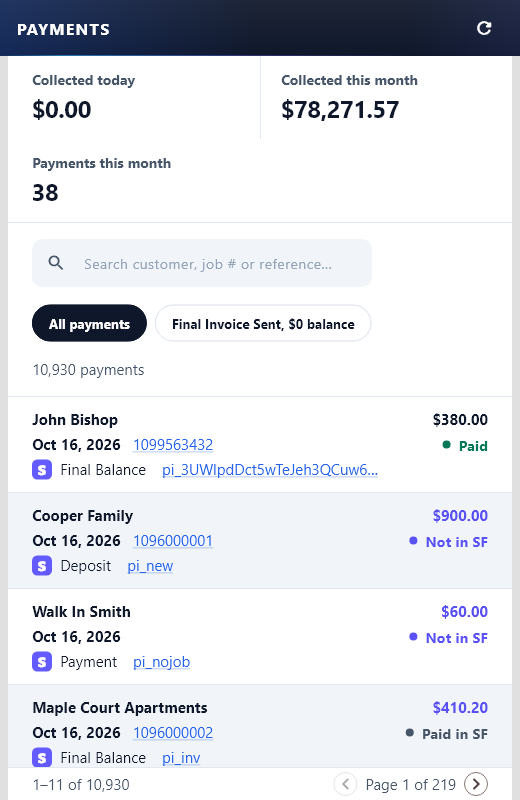 PAYMENTS
Collected today
$0.00
Collected this month
$78,271.57
Payments this month
38
Search customer, job # or reference...
All payments
Final Invoice Sent, $0 balance
10,930 payments
John Bishop $380.00
Oct 16, 2026 1099563432 Paid
S Final Balance pi_3UWlpdDct5wTeJeh3QCuw6...
Cooper Family $900.00
Oct 16, 2026 1096000001 Not in SF
S Deposit pi_new
Walk In Smith $60.00
Oct 16, 2026 Not in SF
S Payment pi_nojob
Maple Court Apartments $410.20
Oct 16, 2026 1096000002 Paid in SF
S Final Balance pi_inv
1–11 of 10,930 Page 1 of 219